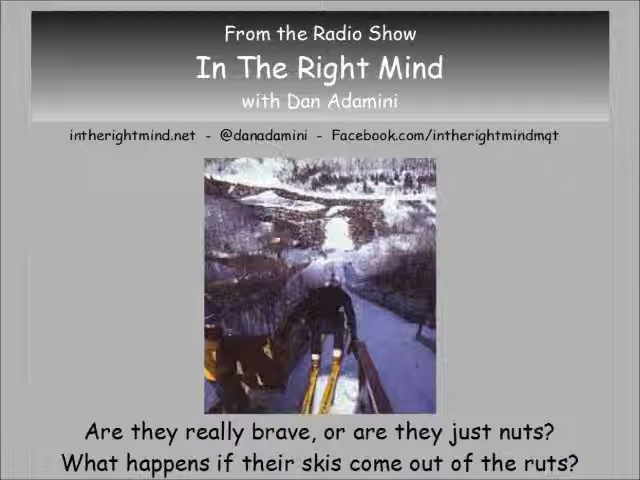 From the Radio Show
In The Right Mind
with Dan Adamini
intherightmind.net - @danadamini - Facebook.com/intherightmindmqt
Are they really brave, or are they just nuts?
What happens if their skis come out of the ruts?